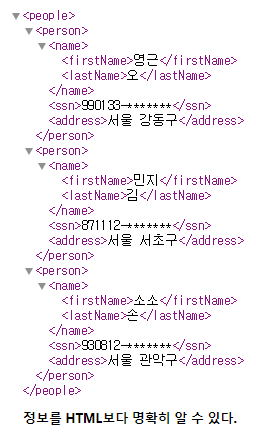 <people>
<person>
<name>
<firstName>영근</firstName>
<lastName>오</lastName>
</name>
<ssn>990133-*******</ssn>
<address>서울 강동구</address>
</person>
<person>
<name>
<firstName>민지</firstName>
<lastName>김</lastName>
</name>
<ssn>871112-*******</ssn>
<address>서울 서초구</address>
</person>
<person>
<name>
<firstName>소소</firstName>
<lastName>손</lastName>
</name>
<ssn>930812-*******</ssn>
<address>서울 관악구</address>
</person>
</people>
정보를 HTML보다 명확히 알 수 있다.